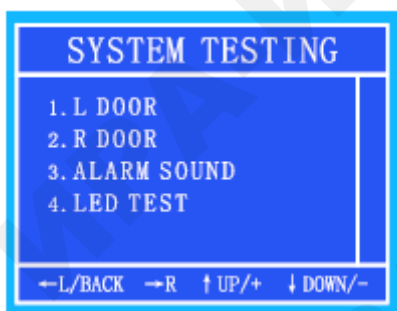 SYSTEM TESTING
1. L DOOR
2. R DOOR
3. ALARM SOUND
4. LED TEST
←L/BACK →R ↑UP/+ ↓DOWN/-